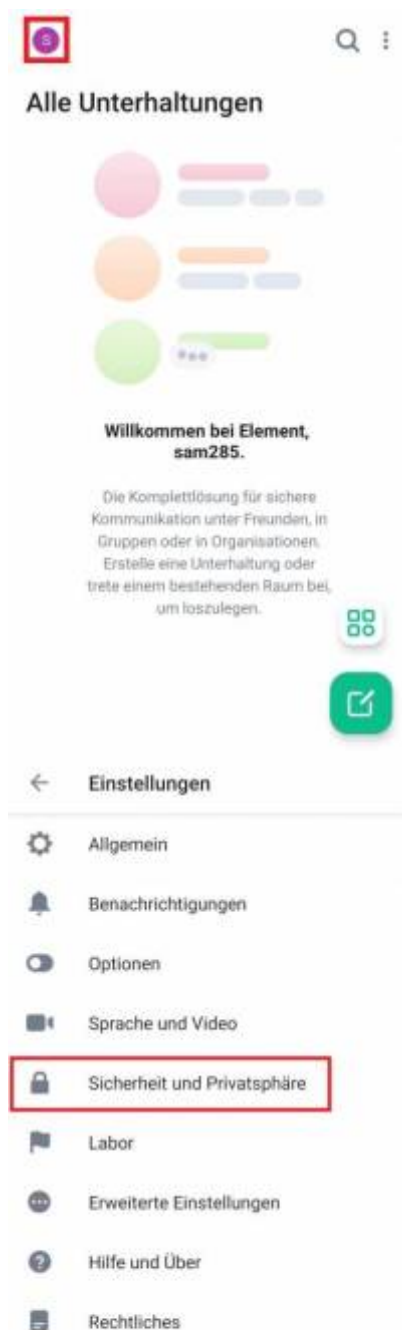 S
Alle Unterhaltungen
Willkommen bei Element,
sam285.
Die Komplettlösung für sichere
Kommunikation unter Freunden, in
Gruppen oder in Organisationen.
Erstelle eine Unterhaltung oder
trete einem bestehenden Raum bei,
um loszulegen.
Einstellungen
Allgemein
Benachrichtigungen
Optionen
Sprache und Video
Sicherheit und Privatsphäre
Labor
Erweiterte Einstellungen
Hilfe und Über
Rechtliches